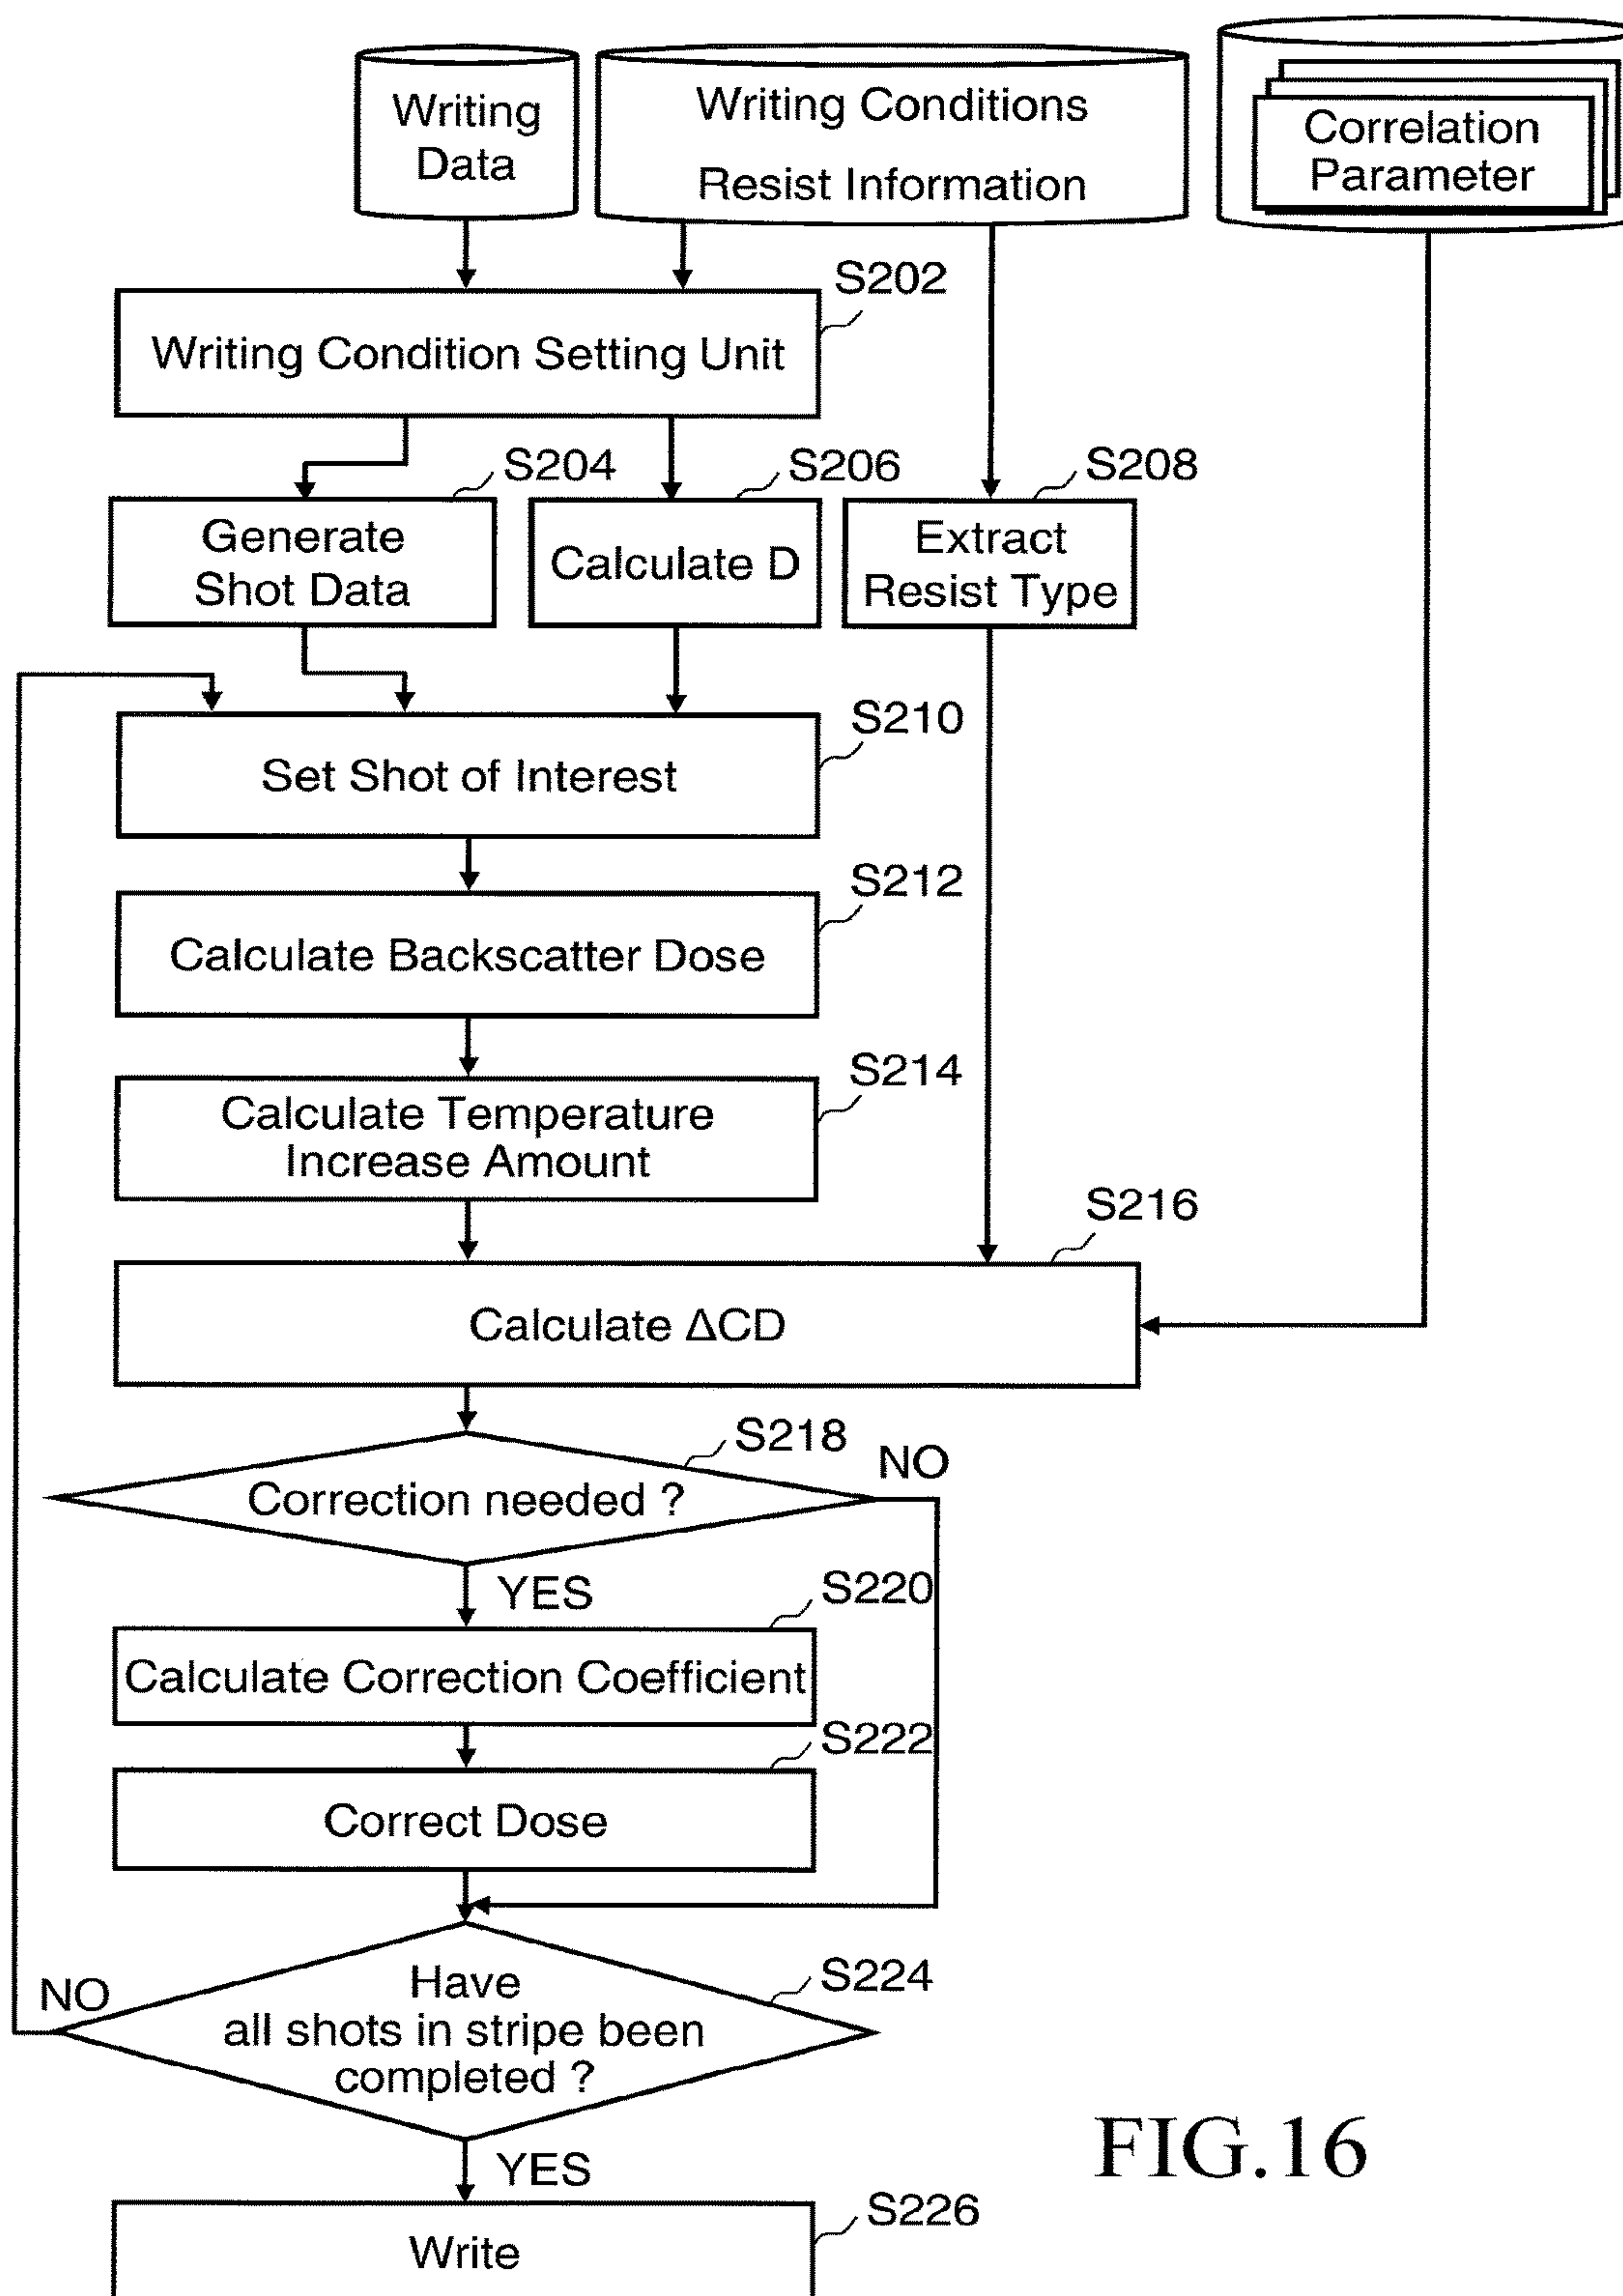 Writing
Data
Writing Conditions
Resist Information
Correlation
Parameter
S202
Writing Condition Setting Unit
S204
S206
S208
Generate
Shot Data
Calculate D
Extract
Resist Type
S210
Set Shot of Interest
S212
Calculate Backscatter Dose
S214
Calculate Temperature
Increase Amount
S216
Calculate ΔCD
S218
NO
Correction needed ?
YES
S220
Calculate Correction Coefficient
S222
Correct Dose
NO
S224
Have
all shots in stripe been
completed ?
YES
S226
Write
FIG.16